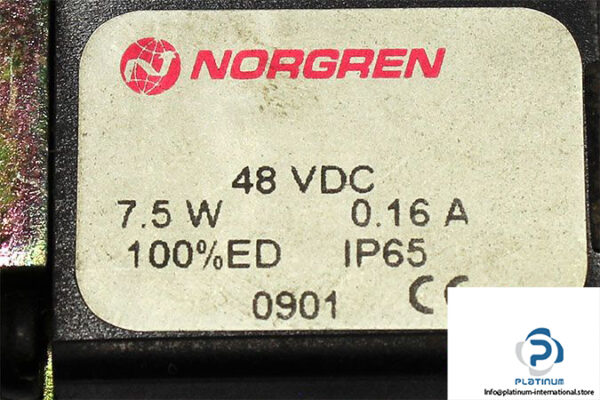 NORGREN
48 VDC
7.5 W 0.16 A
100%ED IP65
0901 CE
PLATINUM
Info@platinum-international.store